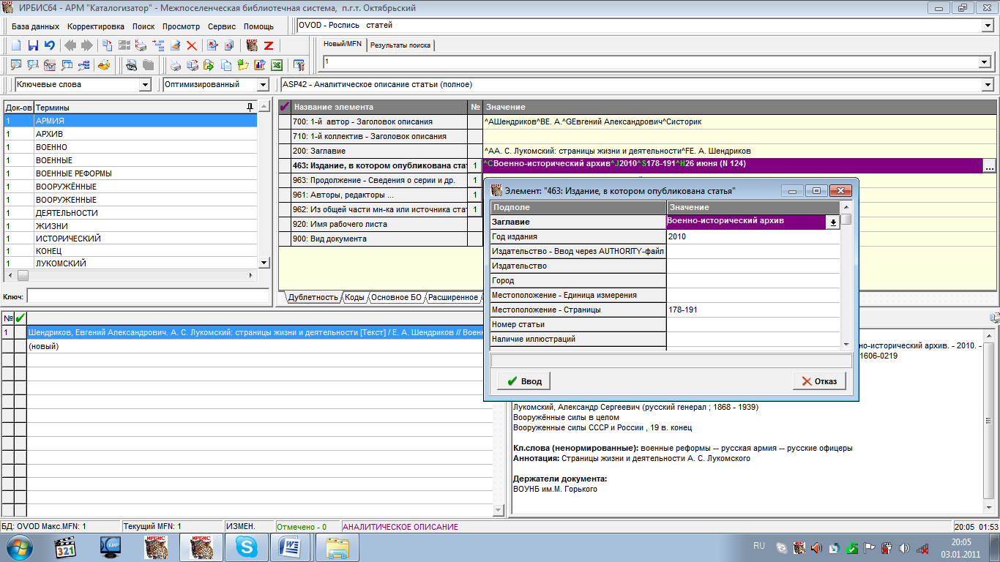 ИРБИС64 - АРМ "Каталогизатор" - Межпоселенческая библиотечная система, п.г.т. Октябрьский
База данных Корректировка Поиск Просмотр Сервис Помощь
OVOD - Роспись статей
Новый/MFN Результаты поиска
1
Ключевые слова Оптимизированный ASP42 - Аналитическое описание статьи (полное)
Док-ов Термины
1 АРМИЯ
1 АРХИВ
1 ВОЕННО
1 ВОЕННЫЕ
1 ВОЕННЫЕ РЕФОРМЫ
1 ВООРУЖЁННЫЕ
1 ВООРУЖЕННЫЕ
1 ДЕЯТЕЛЬНОСТИ
1 ЖИЗНИ
1 ИСТОРИЧЕСКИЙ
1 КОНЕЦ
1 ЛУКОМСКИЙ
Ключ:
Название элемента № Значение
700: 1-й автор - Заголовок описания ^AШендриков^BЕ. А.^GЕвгений Александрович^Cисторик
710: 1-й коллектив - Заголовок описания
200: Заглавие ^AА. С. Лукомский: страницы жизни и деятельности^FЕ. А. Шендриков
463: Издание, в котором опубликована стат 1 ^CВоенно-исторический архив^J2010^S178-191^H26 июня (N 124) ...
963: Продолжение - Сведения о серии и др. 1
961: Авторы, редакторы ... 1
962: Из общей части мн-ка или источника стат 1
920: Имя рабочего листа
900: Вид документа
Дублетность Коды Основное БО Расширенное
Элемент: "463: Издание, в котором опубликована статья"
Подполе Значение
Заглавие Военно-исторический архив
Год издания 2010
Издательство - Ввод через AUTHORITY-файл
Издательство
Город
Местоположение - Единица измерения
Местоположение - Страницы 178-191
Номер статьи
Наличие иллюстраций
Ввод Отказ
№
1 Шендриков, Евгений Александрович. А. С. Лукомский: страницы жизни и деятельности [Текст] / Е. А. Шендриков // Воен
(новый)
но-исторический архив. - 2010. -
1606-0219
Лукомский, Александр Сергеевич (русский генерал ; 1868 - 1939)
Вооружённые силы в целом
Вооруженные силы СССР и России , 19 в. конец
Кл.слова (ненормированные): военные реформы -- русская армия -- русские офицеры
Аннотация: Страницы жизни и деятельности А. С. Лукомского
Держатели документа:
ВОУНБ им.М. Горького
БД: OVOD Макс.MFN: 1 Текущий MFN: 1 ИЗМЕН. Отмечено - 0 АНАЛИТИЧЕСКОЕ ОПИСАНИЕ 20:05 01:53
321 KMP ИРБИС ИРБИС RU 20:05
03.01.2011